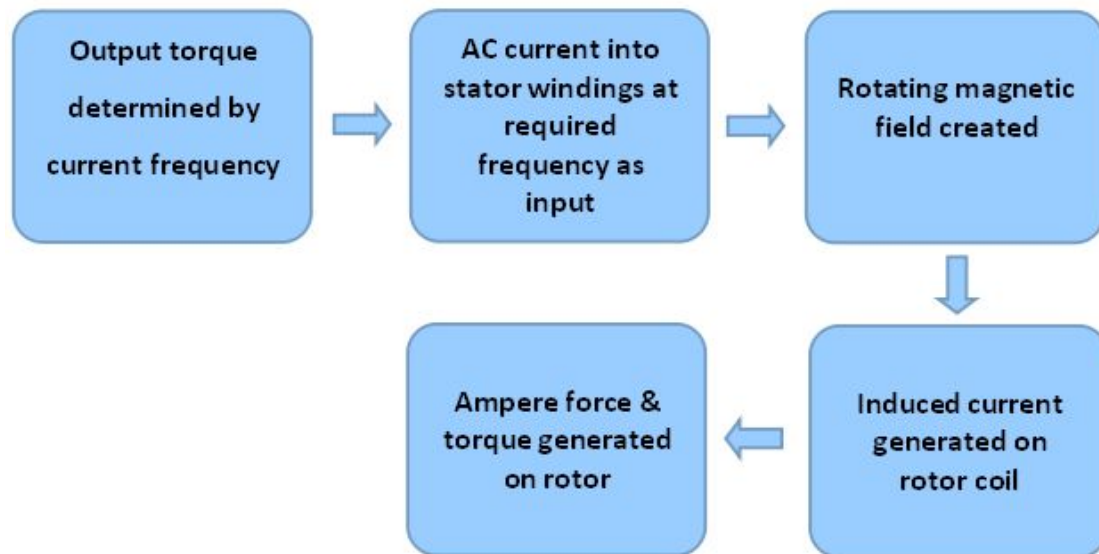 Output torque
determined by
current frequency
AC current into
stator windings at
required
frequency as
input
Rotating magnetic
field created
Induced current
generated on
rotor coil
Ampere force &
torque generated
on rotor